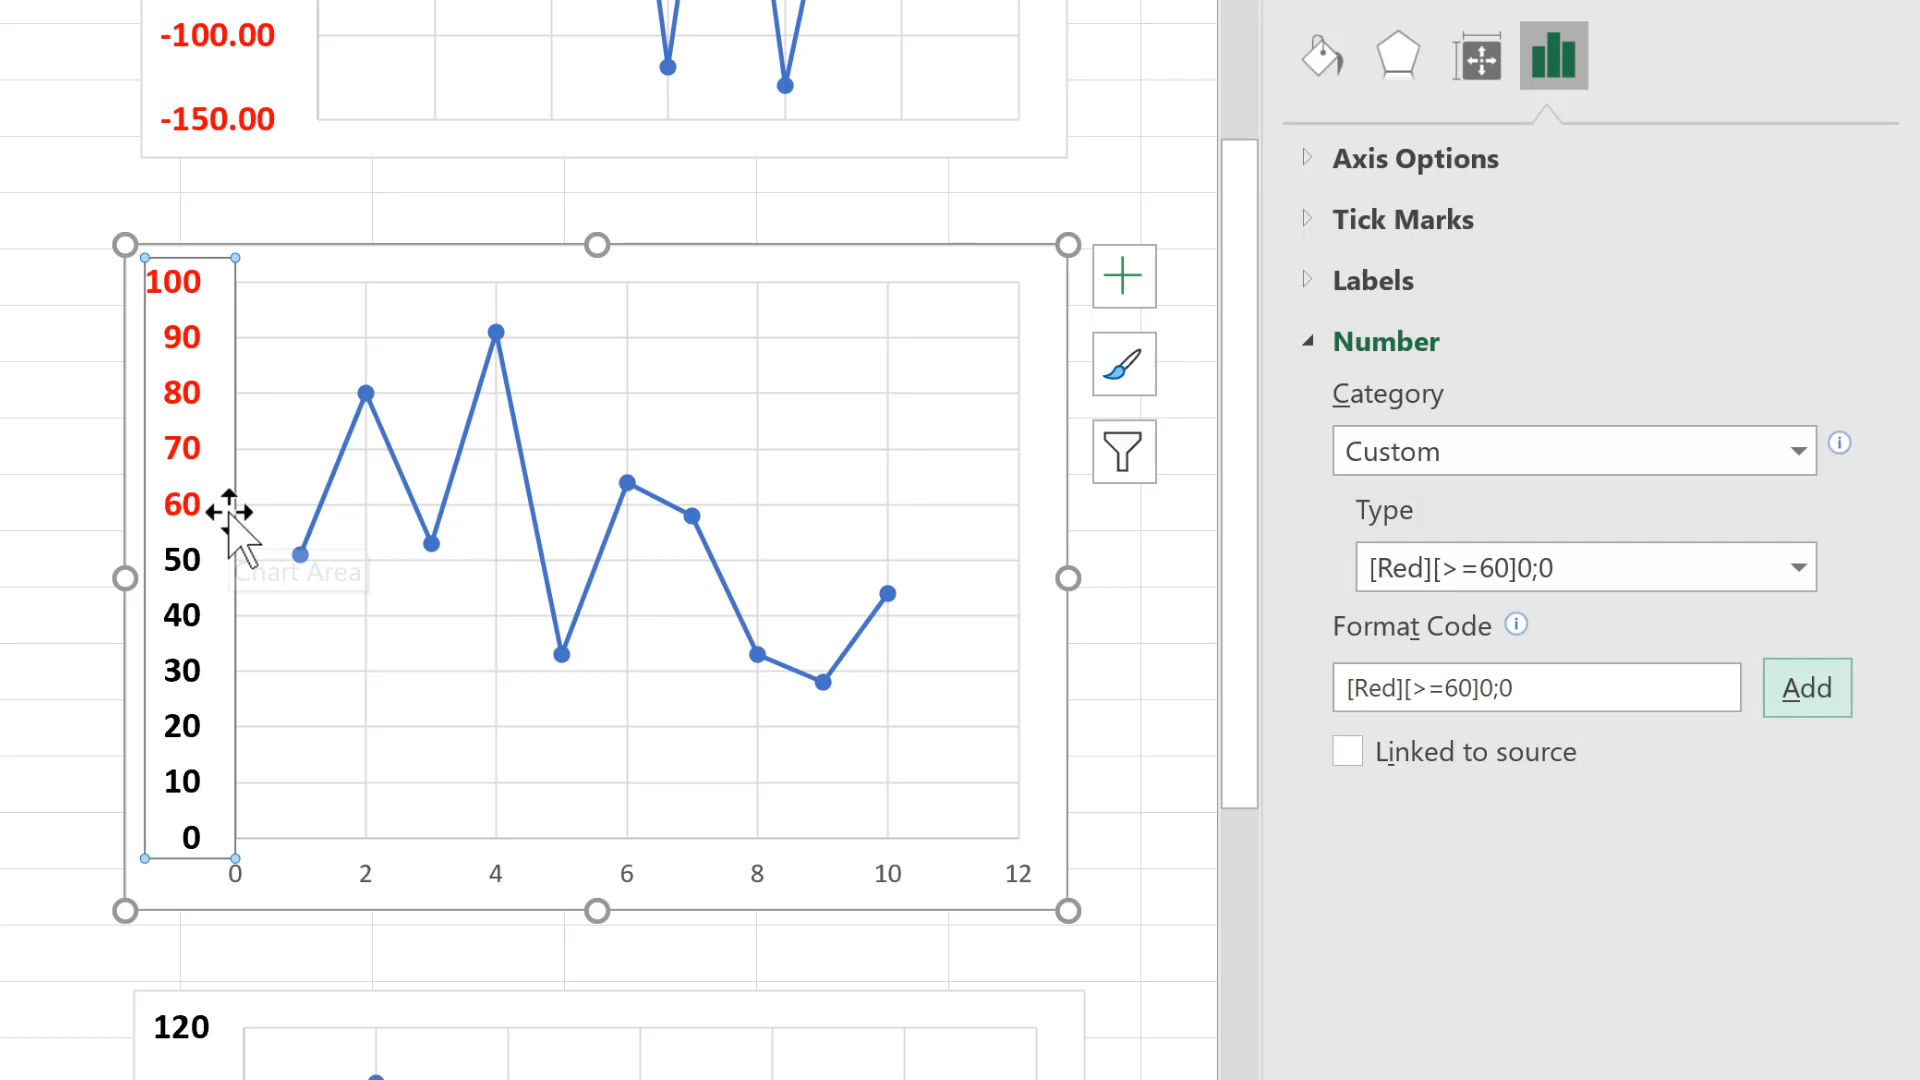 -100.00
-150.00
100
90
80
70
60
50
40
30
20
10
0
Chart Area
0 2 4 6 8 10 12
120
Axis Options
Tick Marks
Labels
Number
Category
Custom
Type
[Red][>=60]0;0
Format Code
[Red][>=60]0;0
Add
Linked to source